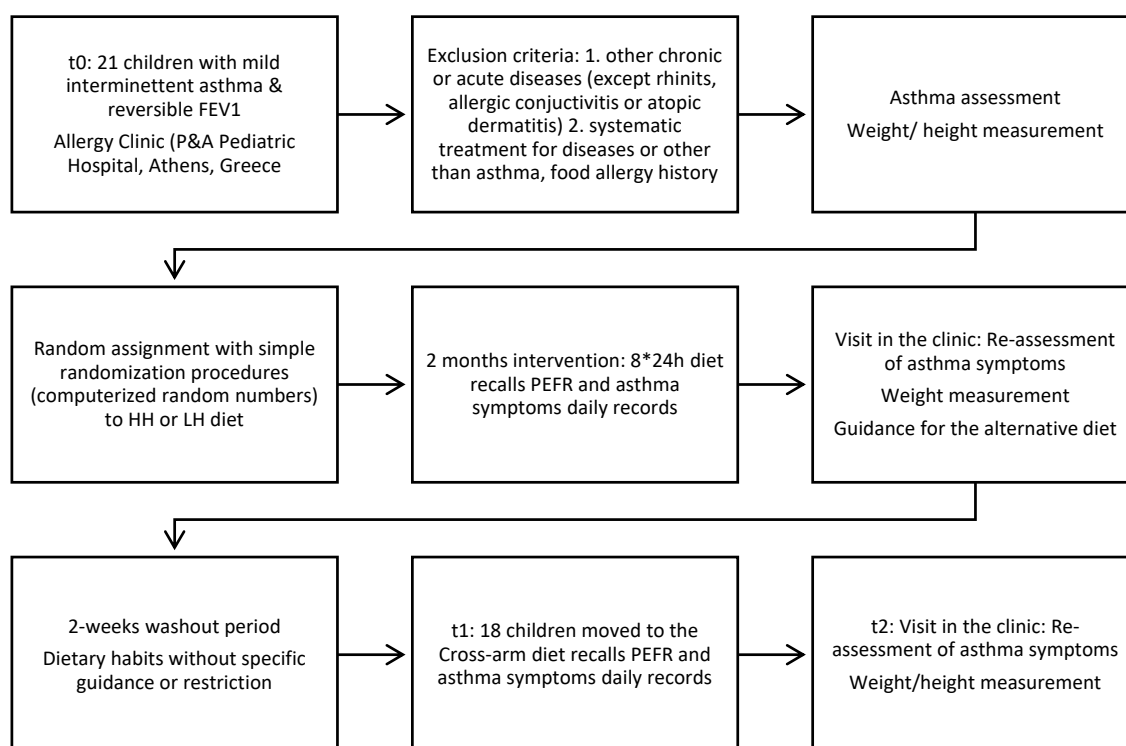 t0: 21 children with mild
interminettent asthma &
reversible FEV1
Allergy Clinic (P&A Pediatric
Hospital, Athens, Greece
Exclusion criteria: 1. other chronic
or acute diseases (except rhinits,
allergic conjuctivitis or atopic
dermatitis) 2. systematic
treatment for diseases or other
than asthma, food allergy history
Asthma assessment
Weight/ height measurement
Random assignment with simple
randomization procedures
(computerized random numbers)
to HH or LH diet
2 months intervention: 8*24h diet
recalls PEFR and asthma
symptoms daily records
Visit in the clinic: Re-assessment
of asthma symptoms
Weight measurement
Guidance for the alternative diet
2-weeks washout period
Dietary habits without specific
guidance or restriction
t1: 18 children moved to the
Cross-arm diet recalls PEFR and
asthma symptoms daily records
t2: Visit in the clinic: Re-
assessment of asthma symptoms
Weight/height measurement